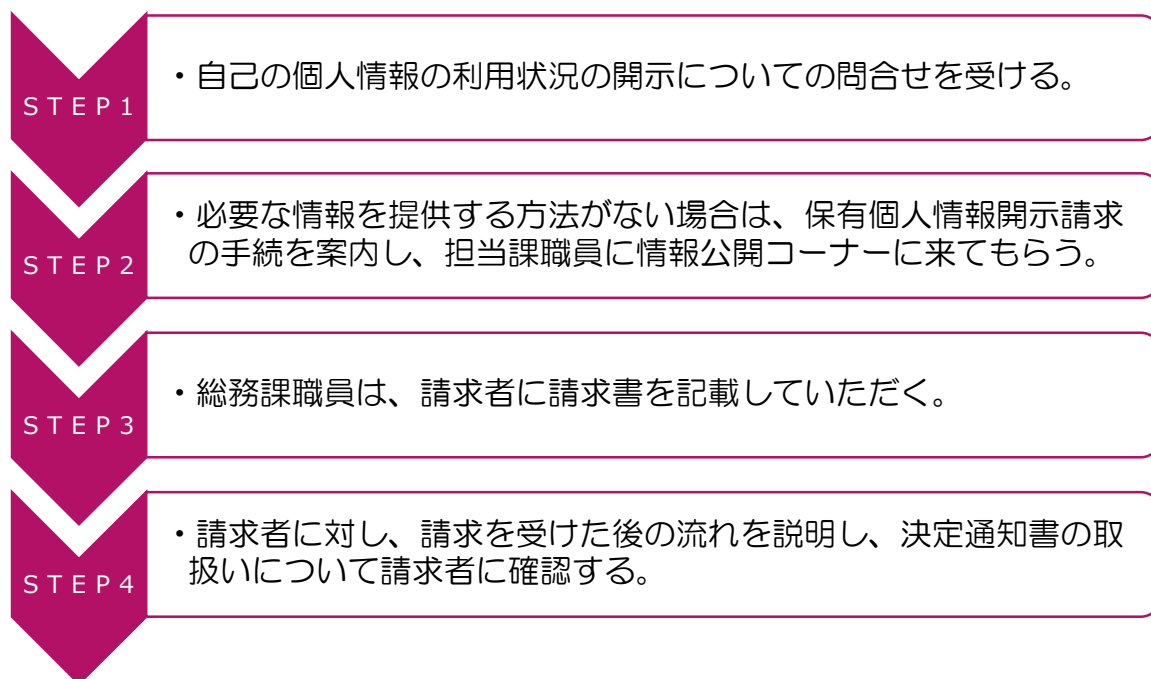 STEP1
・自己の個人情報の利用状況の開示についての問合せを受ける。
STEP2
・必要な情報を提供する方法がない場合は、保有個人情報開示請求
の手続を案内し、担当課職員に情報公開コーナーに来てもらう。
STEP3
・総務課職員は、請求者に請求書を記載していただく。
STEP4
・請求者に対し、請求を受けた後の流れを説明し、決定通知書の取
扱いについて請求者に確認する。